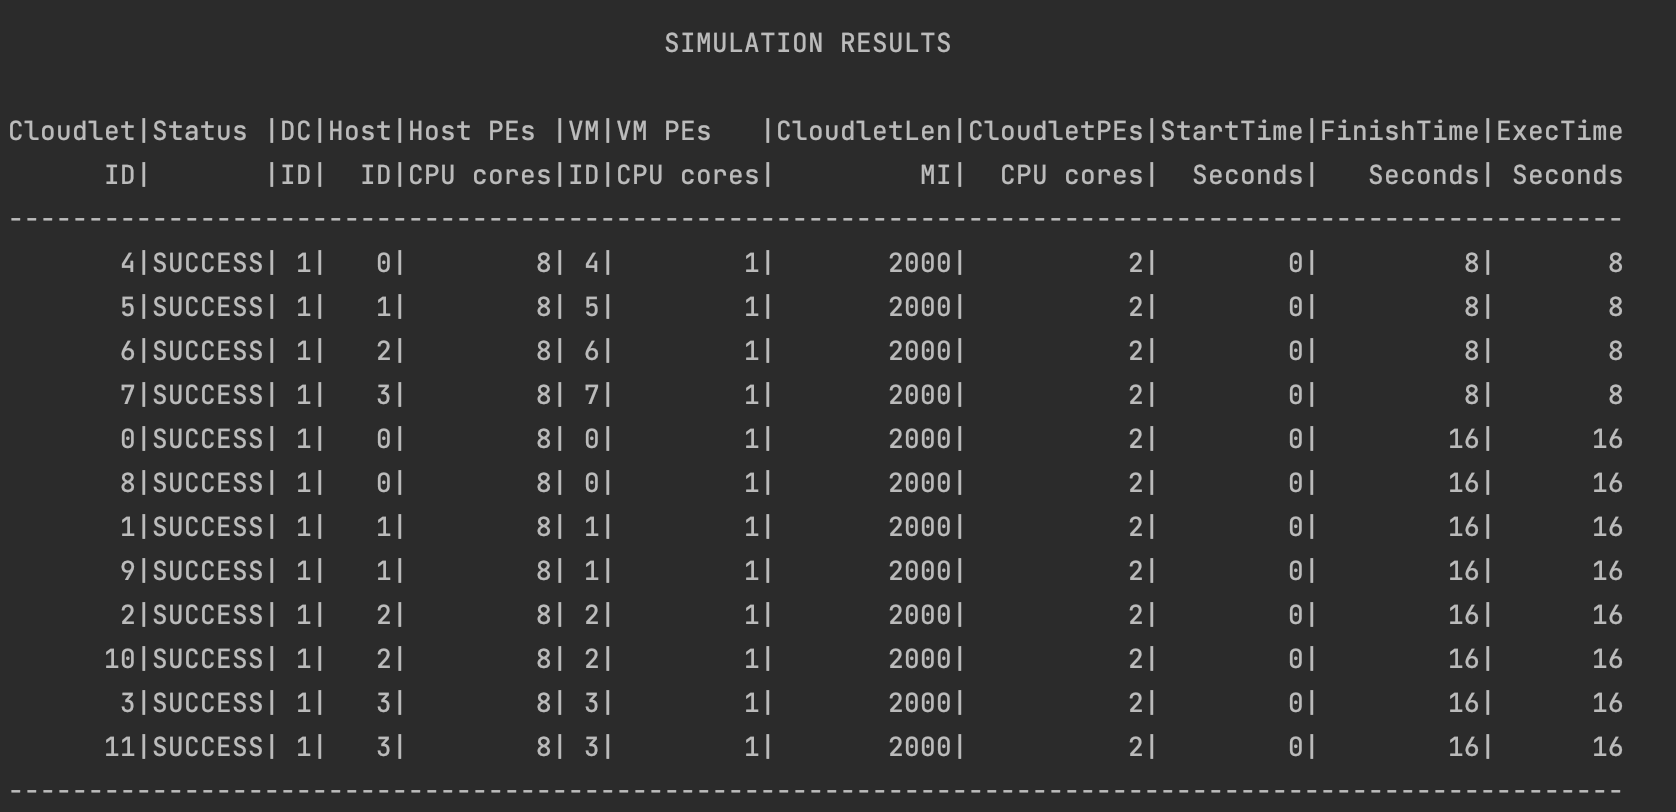 SIMULATION RESULTS
Cloudlet|Status |DC|Host|Host PEs |VM|VM PEs   |CloudletLen|CloudletPEs|StartTime|FinishTime|ExecTime
      ID|       |ID|  ID|CPU cores|ID|CPU cores|         MI|  CPU cores|  Seconds|   Seconds| Seconds
-----------------------------------------------------------------------------------------------------
       4|SUCCESS| 1|   0|        8| 4|        1|       2000|          2|        0|         8|       8
       5|SUCCESS| 1|   1|        8| 5|        1|       2000|          2|        0|         8|       8
       6|SUCCESS| 1|   2|        8| 6|        1|       2000|          2|        0|         8|       8
       7|SUCCESS| 1|   3|        8| 7|        1|       2000|          2|        0|         8|       8
       0|SUCCESS| 1|   0|        8| 0|        1|       2000|          2|        0|        16|      16
       8|SUCCESS| 1|   0|        8| 0|        1|       2000|          2|        0|        16|      16
       1|SUCCESS| 1|   1|        8| 1|        1|       2000|          2|        0|        16|      16
       9|SUCCESS| 1|   1|        8| 1|        1|       2000|          2|        0|        16|      16
       2|SUCCESS| 1|   2|        8| 2|        1|       2000|          2|        0|        16|      16
      10|SUCCESS| 1|   2|        8| 2|        1|       2000|          2|        0|        16|      16
       3|SUCCESS| 1|   3|        8| 3|        1|       2000|          2|        0|        16|      16
      11|SUCCESS| 1|   3|        8| 3|        1|       2000|          2|        0|        16|      16
-----------------------------------------------------------------------------------------------------